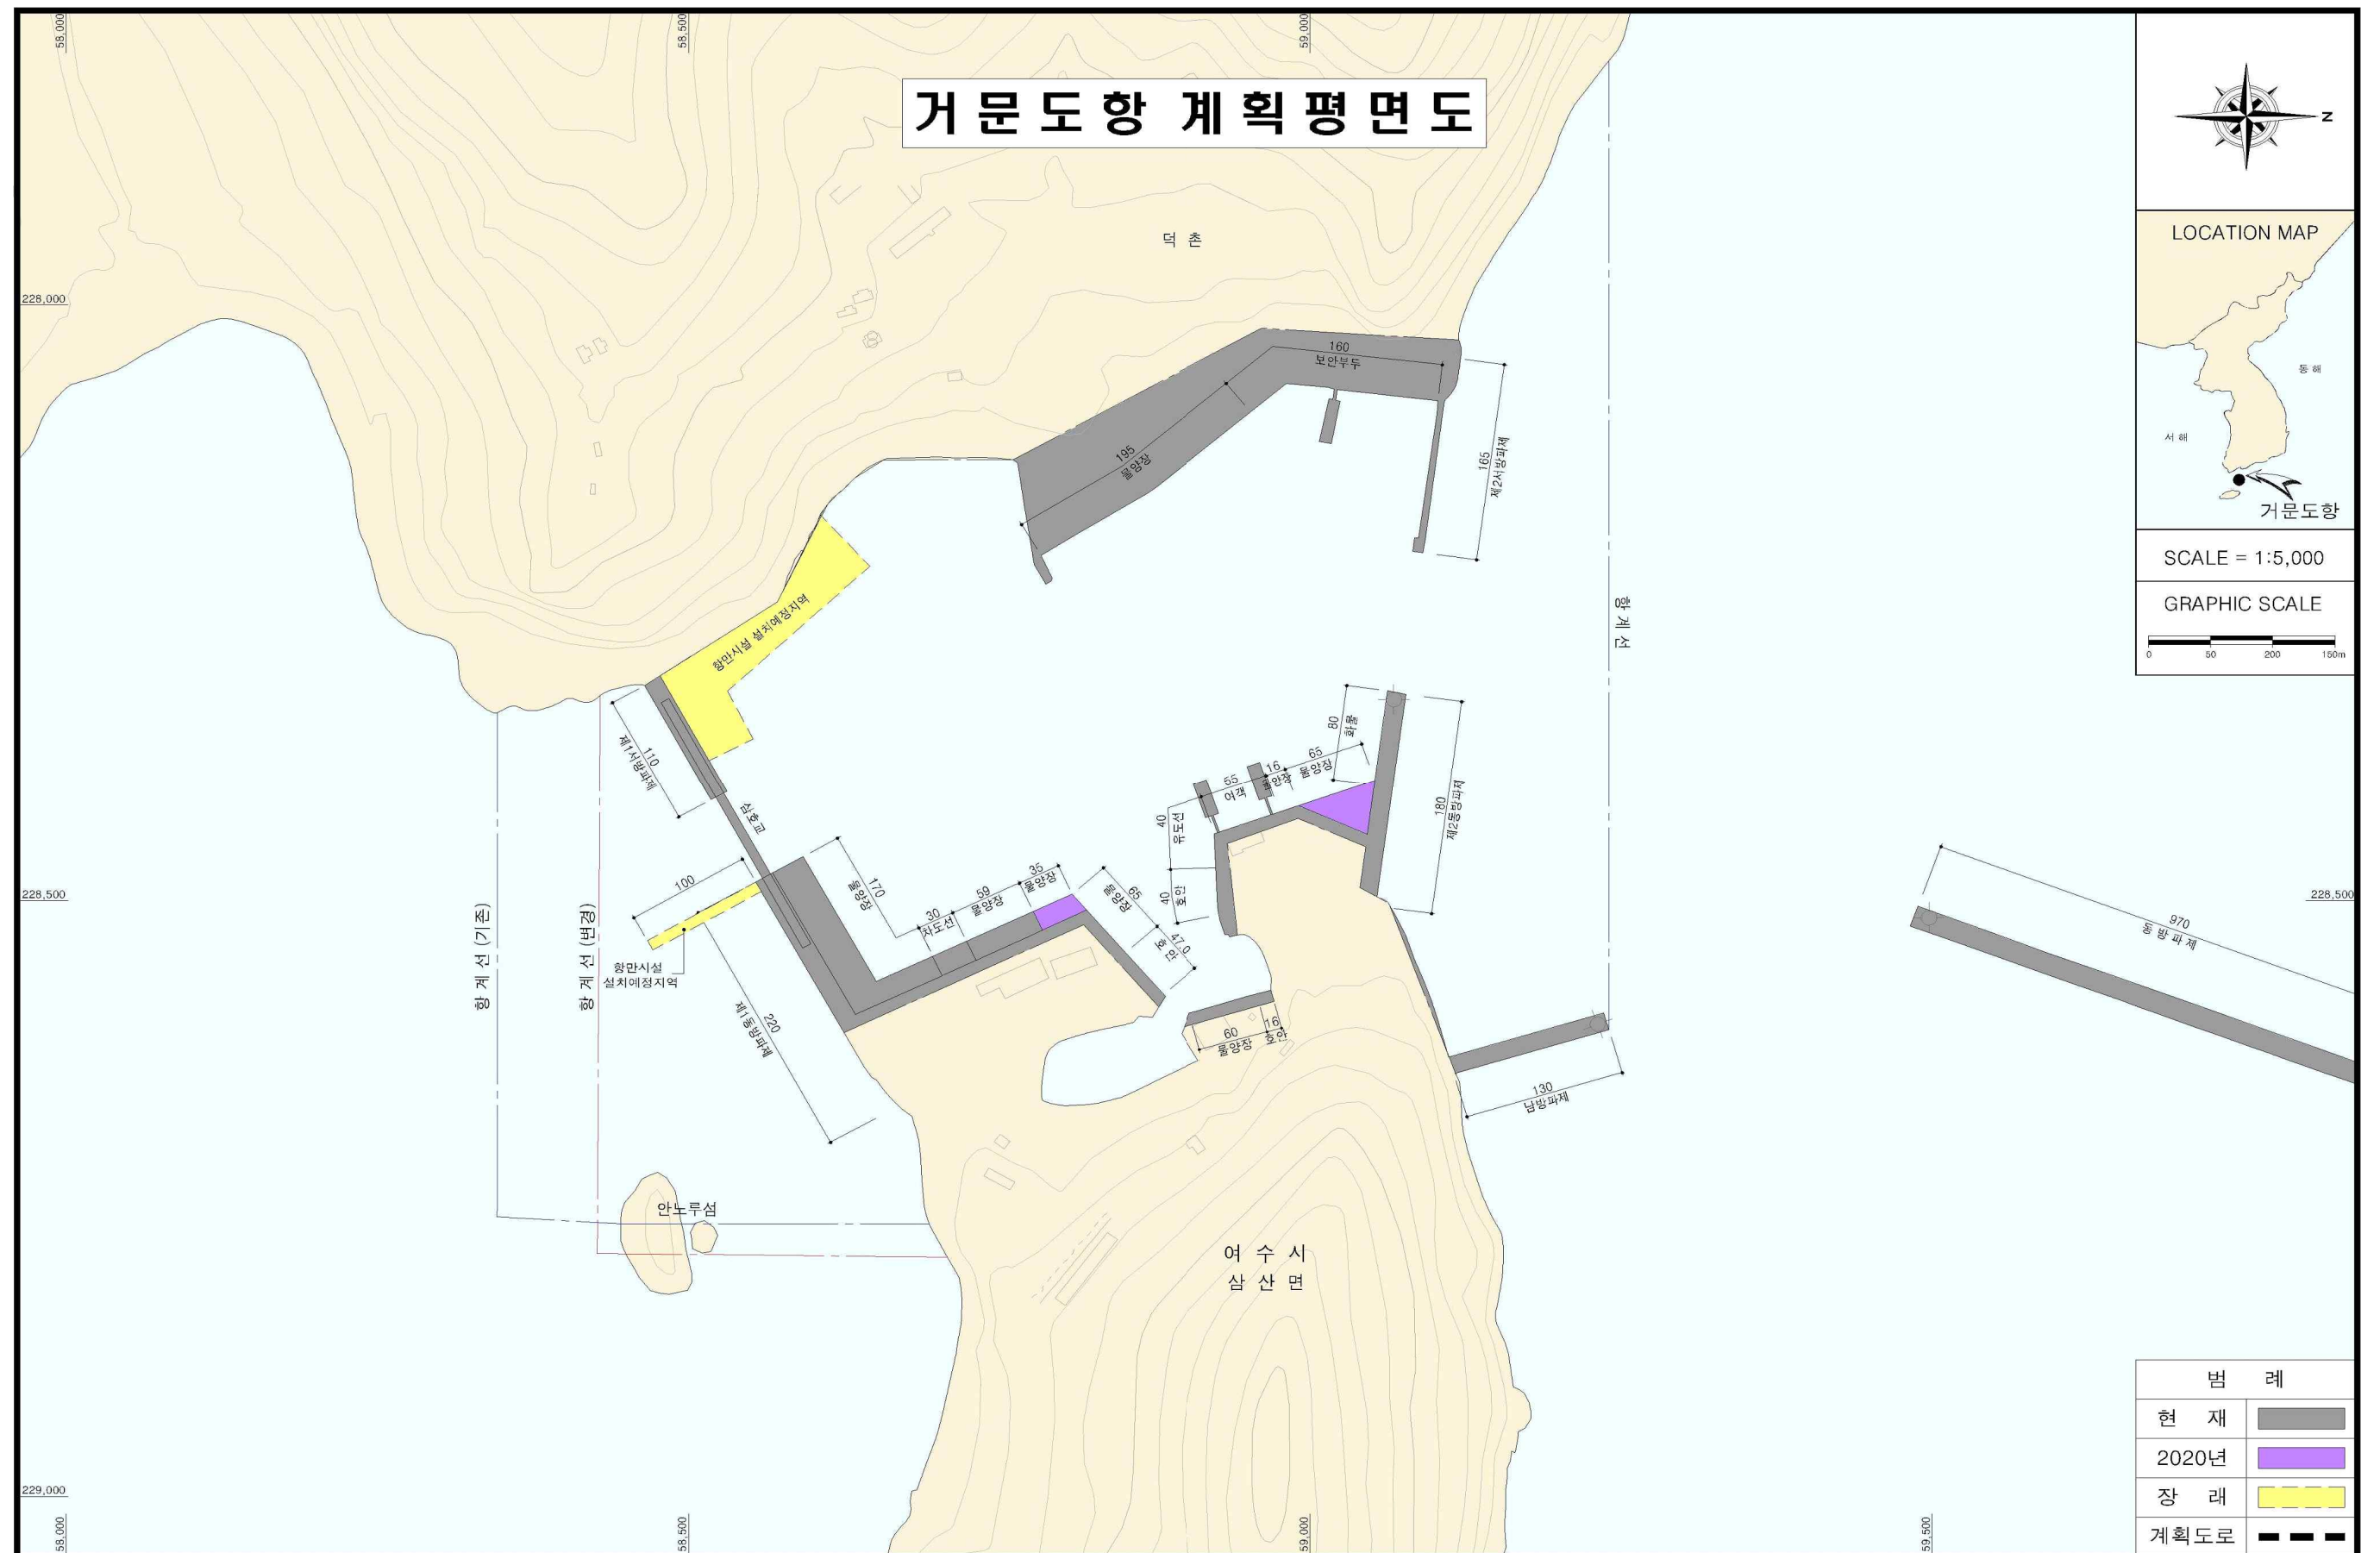 58,000
58,500
59,000
거문도항 계획평면도
N
LOCATION MAP
동해
서해
거문도항
SCALE = 1:5,000
GRAPHIC SCALE
0 50 200 150m
덕촌
228,000
160
보안부두
195
물양장
165
제2서방파제
항계선
항만시설 설치예정지역
110
제1서방파제
삼호교
100
항만시설
설치예정지역
항계선(기존)
항계선(변경)
220
제1동방파제
170
물양장
30
차도선
59
물양장
35
물양장
65
물양장
47.0
호안
40
유도선
40
호안
55
여객
16
물양장
65
물양장
80
화물
180
제2동방파제
60
물양장
16
호안
130
남방파제
970
동방파제
228,500
228,500
안노루섬
여수시
삼산면
229,000
58,000
58,500
59,000
59,500
범 례
현 재
2020년
장 래
계획도로